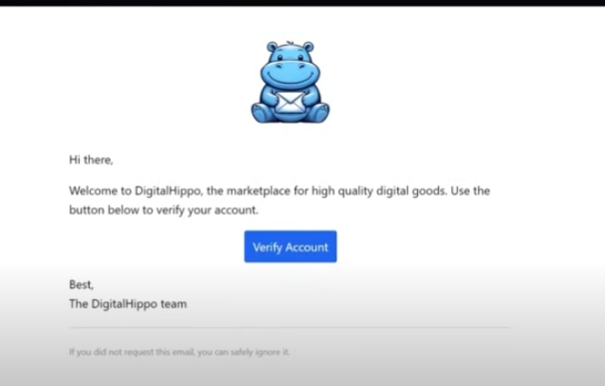 Hi there,
Welcome to DigitalHippo, the marketplace for high quality digital goods. Use the
button below to verify your account.
Verify Account
Best,
The DigitalHippo team
If you did not request this email, you can safely ignore it.